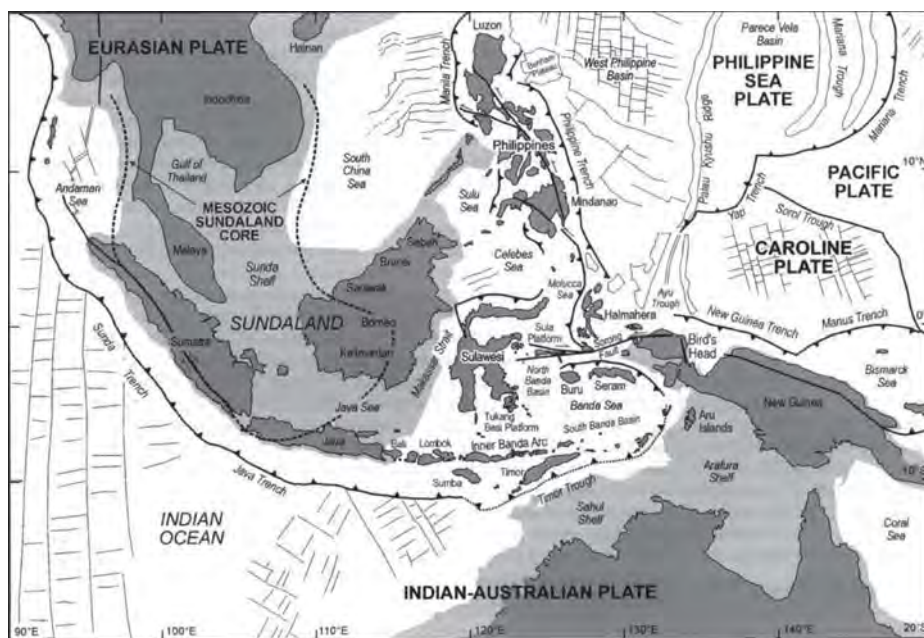 EURASIAN PLATE
Hainan
Luzon
Manila Trench
Benham Plateau
West Philippine
Basin
Parece Vela
Basin
Mariana
Trough
PHILIPPINE
SEA
PLATE
Mariana Trench
Indochina
South
China
Sea
Philippines
Philippine Trench
Palau Kyushu Ridge
10°N
PACIFIC
PLATE
Gulf of
Thailand
Andaman
Sea
MESOZOIC
SUNDALAND
CORE
Sulu
Sea
Mindanao
Yap Trench
Sorol Trough
CAROLINE
PLATE
Malaya
Sunda
Shelf
Sabah
Brunei
Sarawak
Celebes
Sea
Molucca
Sea
Halmahera
Ayu
Trough
New Guinea Trench
Manus Trench
SUNDALAND
Borneo
Kalimantan
Makassar Strait
Sumatra
Sunda Trench
Sulawesi
Sula
Platform
Sorong
Fault
Bird's
Head
Bismarck
Sea
North
Banda
Basin
Buru
Seram
Banda Sea
New Guinea
Java Sea
Tukang
Besi Platform
South Banda Basin
Aru
Islands
Java
Bali
Lombok
Inner Banda Arc
Java Trench
Sumba
Timor
Timor Trough
Arafura
Shelf
10°S
Sahul
Shelf
INDIAN
OCEAN
Coral
Sea
INDIAN-AUSTRALIAN PLATE
90°E
100°E
110°E
120°E
130°E
140°E
20°S